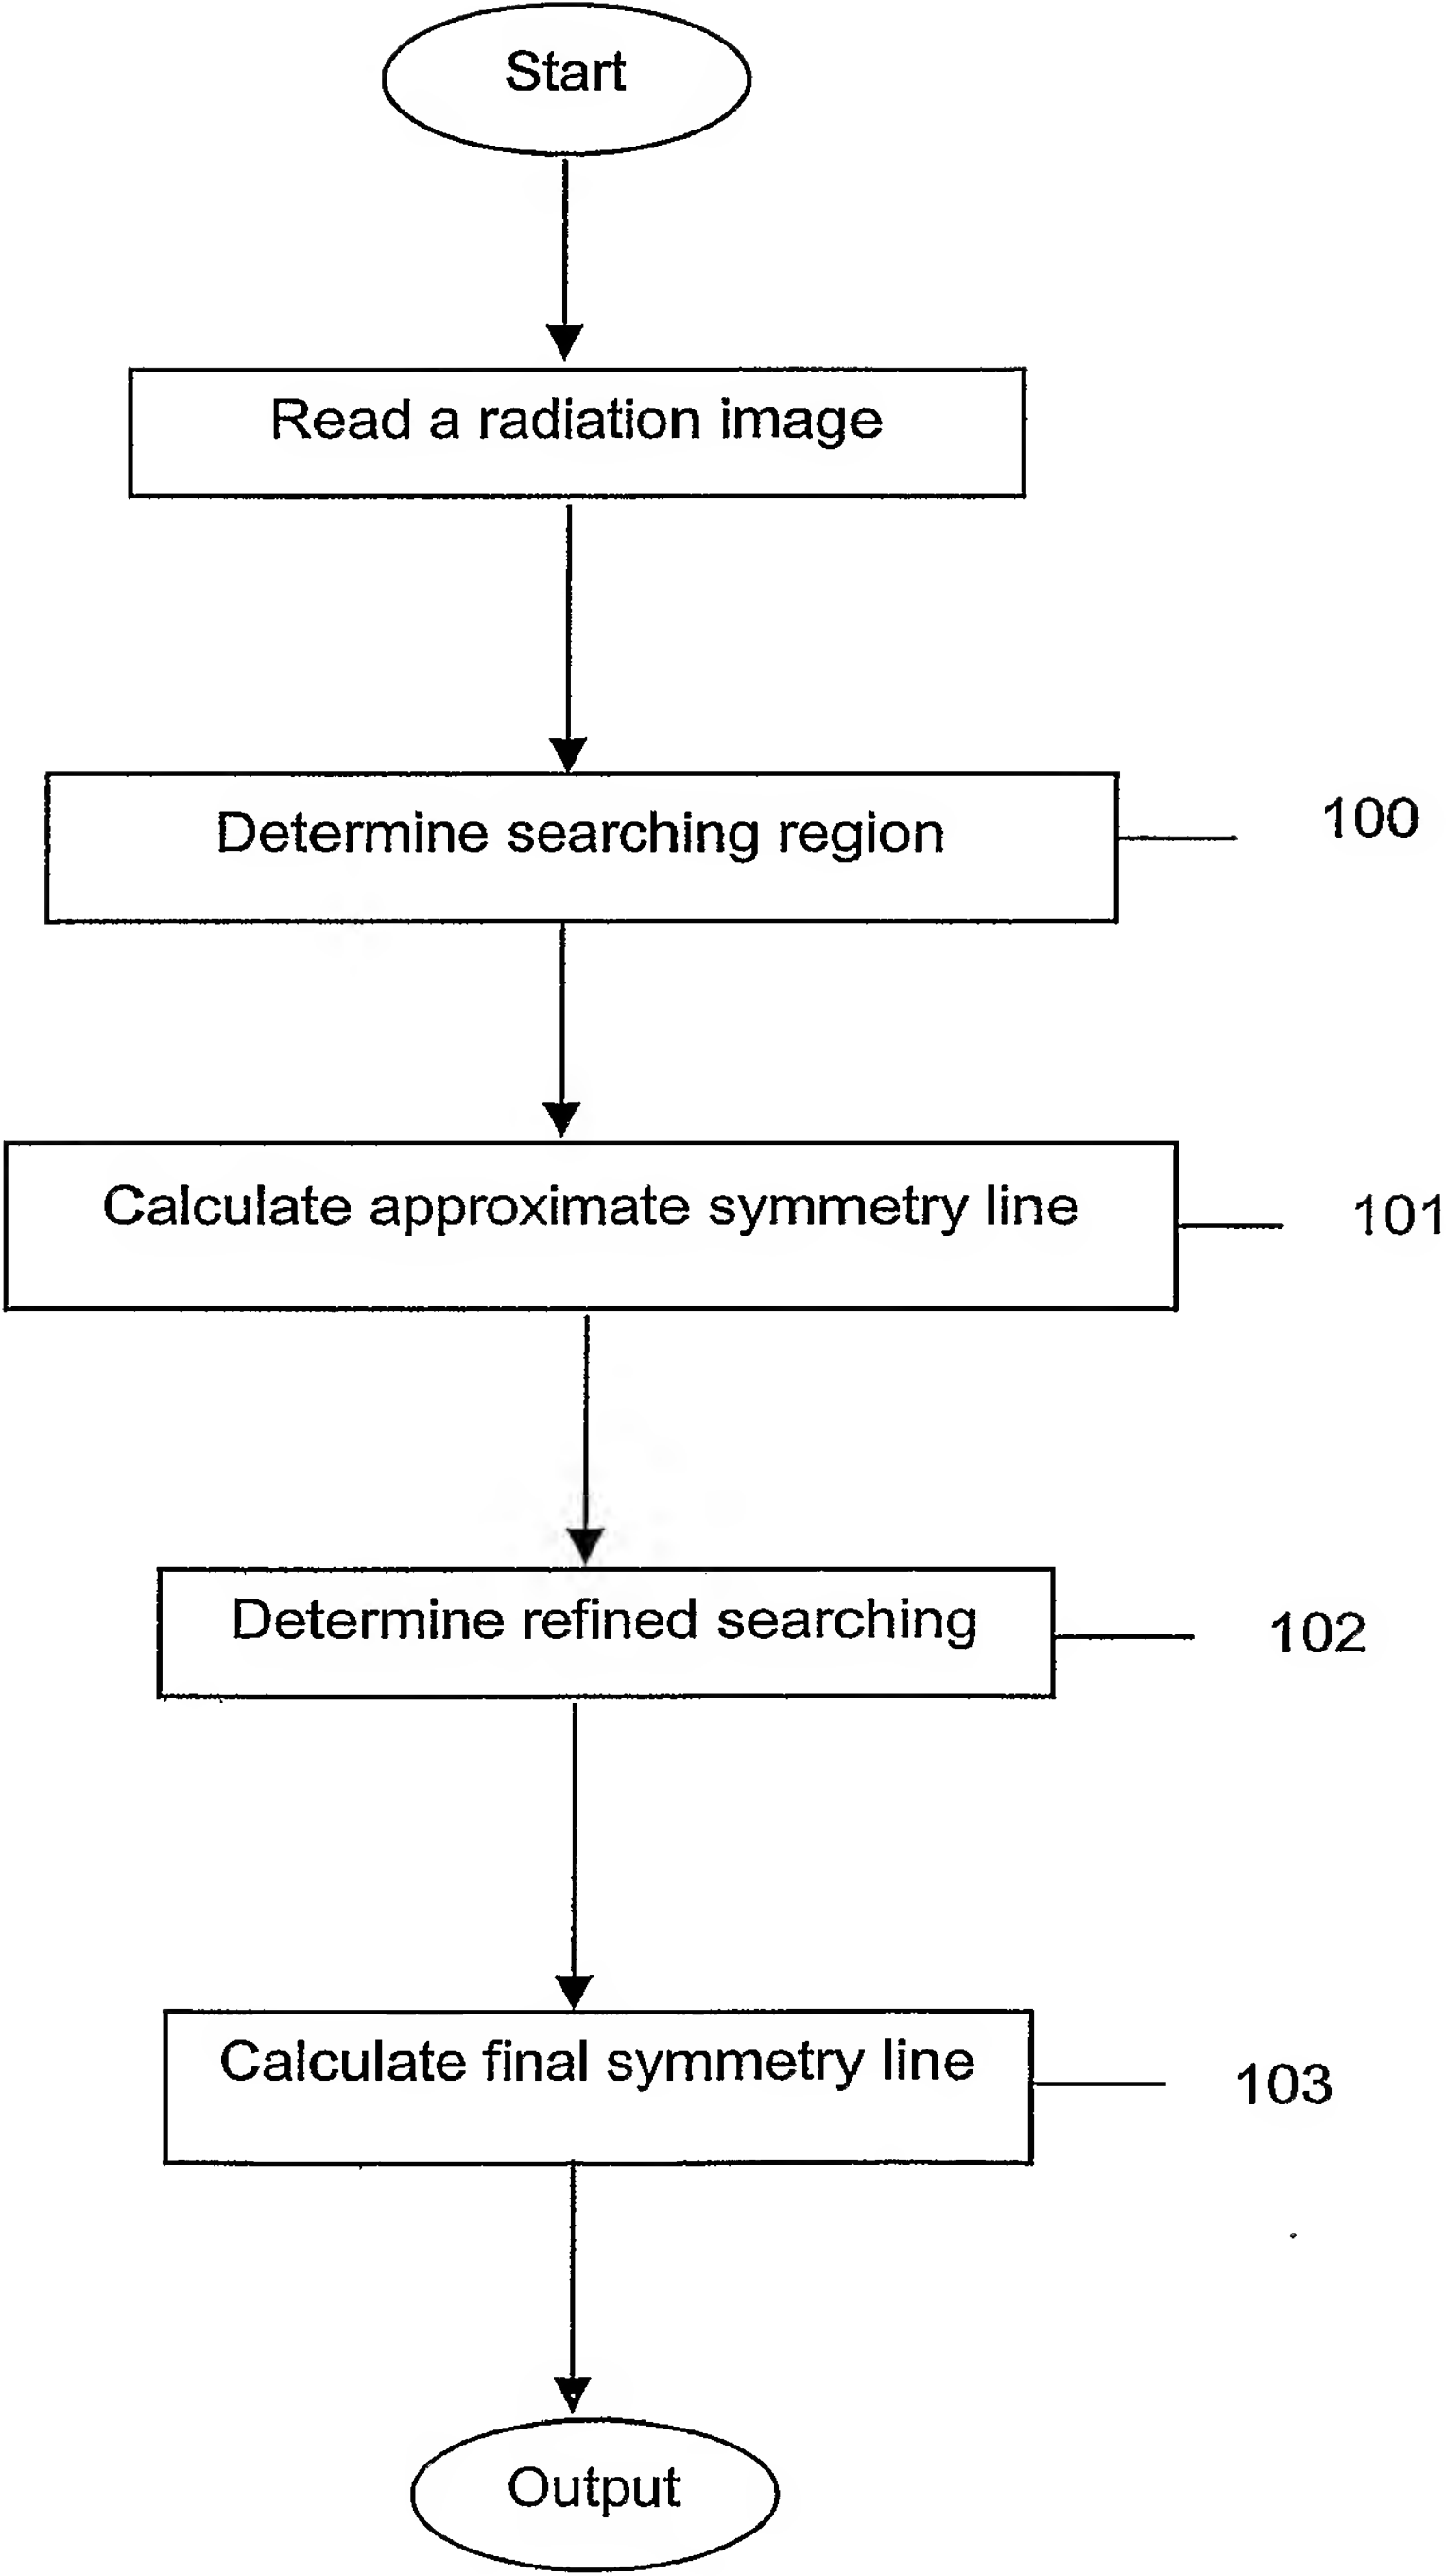 Start
Read a radiation image
Determine searching region
100
Calculate approximate symmetry line
101
Determine refined searching
102
Calculate final symmetry line
103
Output